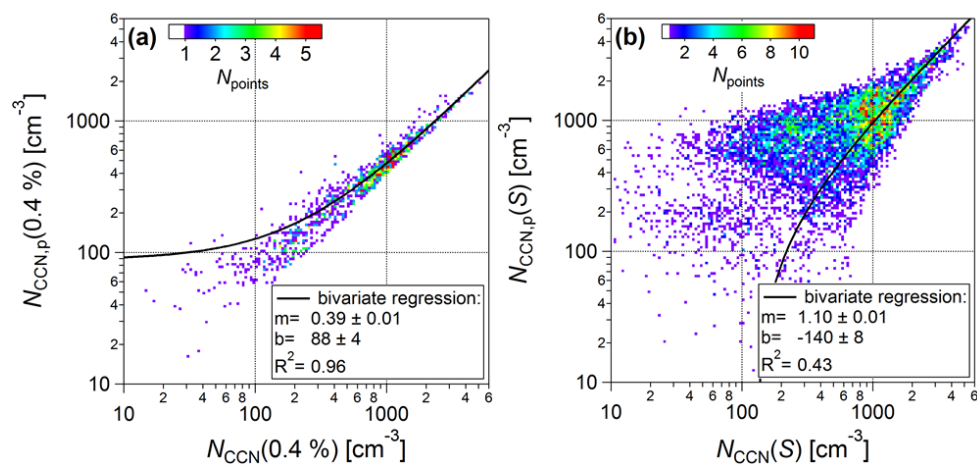 (a)
1 2 3 4 5
N_points
6
4
2
1000
6
4
2
100
6
4
2
10
N_CCN,p(0.4 %) [cm^-3]
bivariate regression:
m= 0.39 ± 0.01
b= 88 ± 4
R^2= 0.96
10 2 4 6 100 2 4 6 1000 2 4 6
N_CCN(0.4 %) [cm^-3]
(b)
2 4 6 8 10
N_points
6
4
2
1000
6
4
2
100
6
4
2
10
N_CCN,p(S) [cm^-3]
bivariate regression:
m= 1.10 ± 0.01
b= -140 ± 8
R^2= 0.43
10 2 4 6 100 2 4 6 1000 2 4 6
N_CCN(S) [cm^-3]